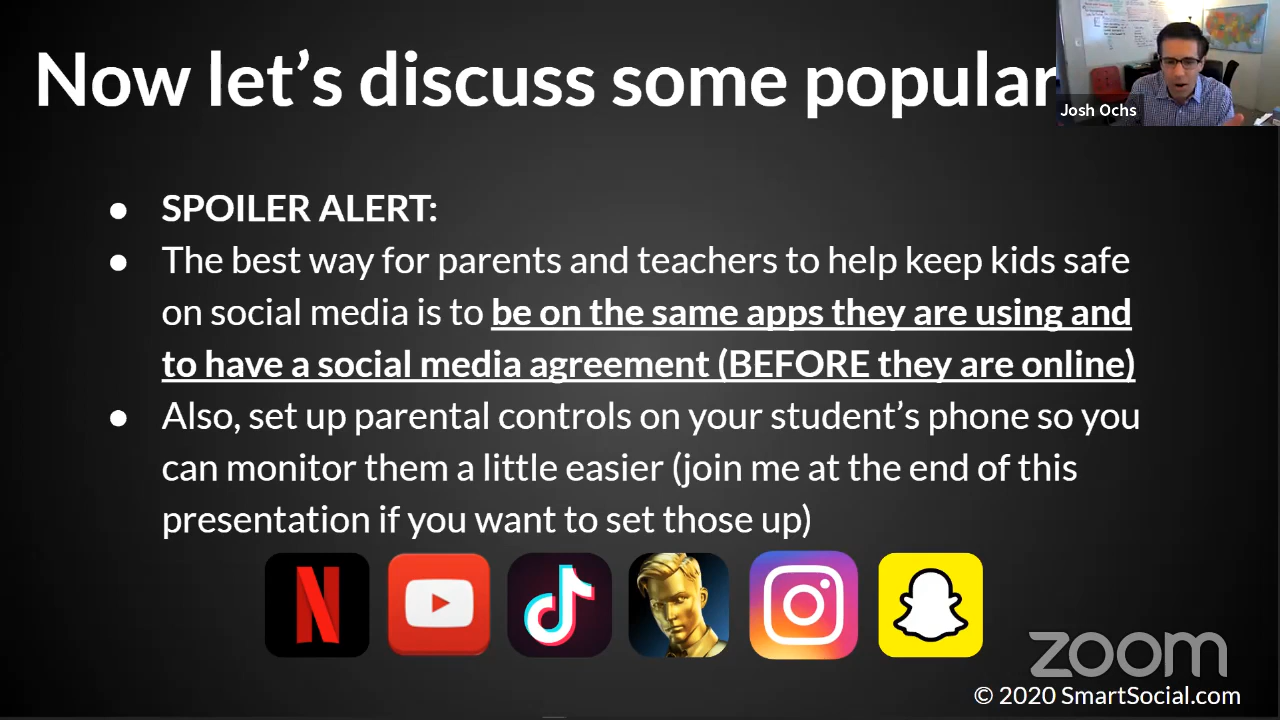 Now let’s discuss some popular
Josh Ochs
● SPOILER ALERT:
● The best way for parents and teachers to help keep kids safe
on social media is to be on the same apps they are using and
to have a social media agreement (BEFORE they are online)
● Also, set up parental controls on your student’s phone so you
can monitor them a little easier (join me at the end of this
presentation if you want to set those up)
zoom
© 2020 SmartSocial.com